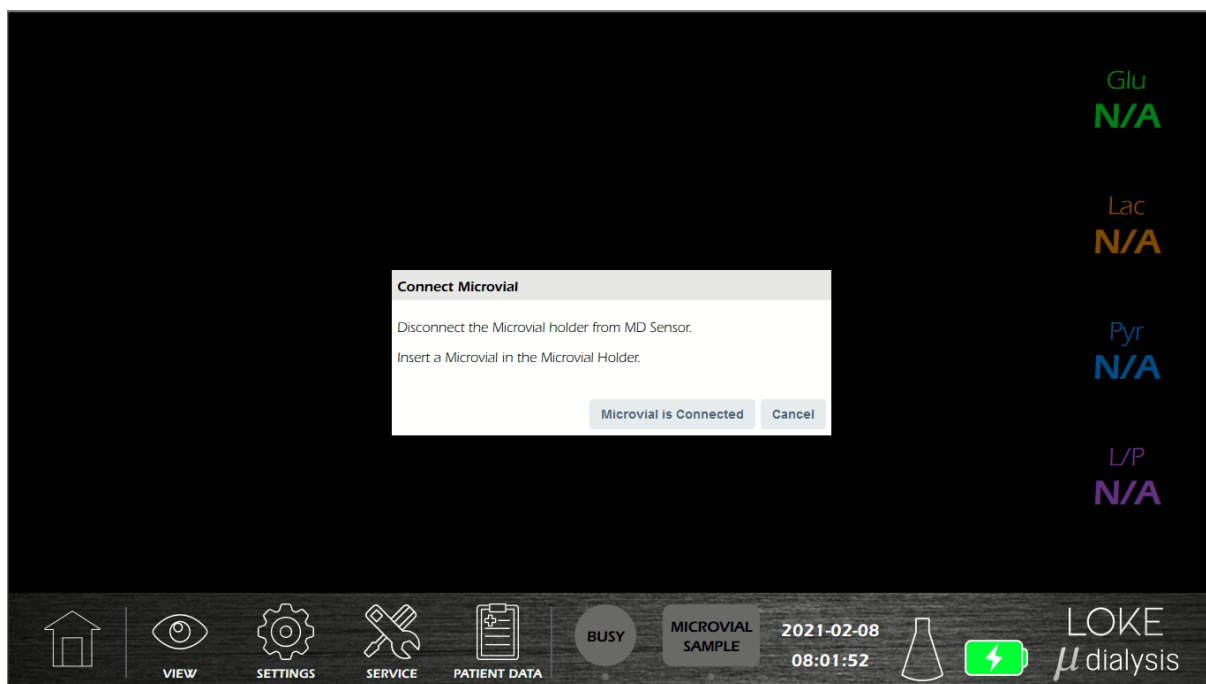 Glu
N/A
Lac
N/A
Connect Microvial
Disconnect the Microvial holder from MD Sensor.
Insert a Microvial in the Microvial Holder.
Microvial is Connected Cancel
Pyr
N/A
L/P
N/A
VIEW
SETTINGS
SERVICE
PATIENT DATA
BUSY
MICROVIAL
SAMPLE
2021-02-08
08:01:52
LOKE
μ dialysis